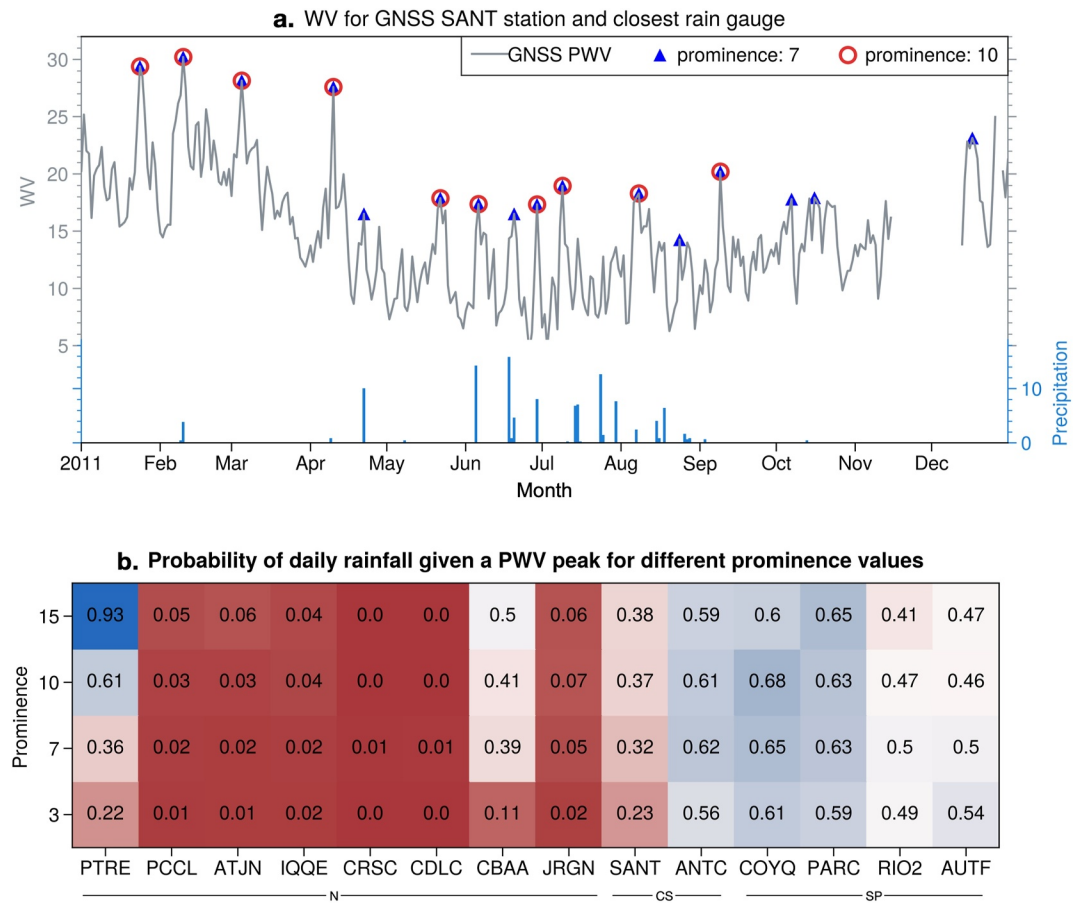 a. WV for GNSS SANT station and closest rain gauge
GNSS PWV prominence: 7 prominence: 10
30
25
20
15
10
5
WV
10
0
Precipitation
2011 Feb Mar Apr May Jun Jul Aug Sep Oct Nov Dec
Month
b. Probability of daily rainfall given a PWV peak for different prominence values
Prominence
15 0.93 0.05 0.06 0.04 0.0 0.0 0.5 0.06 0.38 0.59 0.6 0.65 0.41 0.47
10 0.61 0.03 0.03 0.04 0.0 0.0 0.41 0.07 0.37 0.61 0.68 0.63 0.47 0.46
7 0.36 0.02 0.02 0.02 0.01 0.01 0.39 0.05 0.32 0.62 0.65 0.63 0.5 0.5
3 0.22 0.01 0.01 0.02 0.0 0.0 0.11 0.02 0.23 0.56 0.61 0.59 0.49 0.54
PTRE PCCL ATJN IQQE CRSC CDLC CBAA JRGN SANT ANTC COYQ PARC RIO2 AUTF
N CS SP